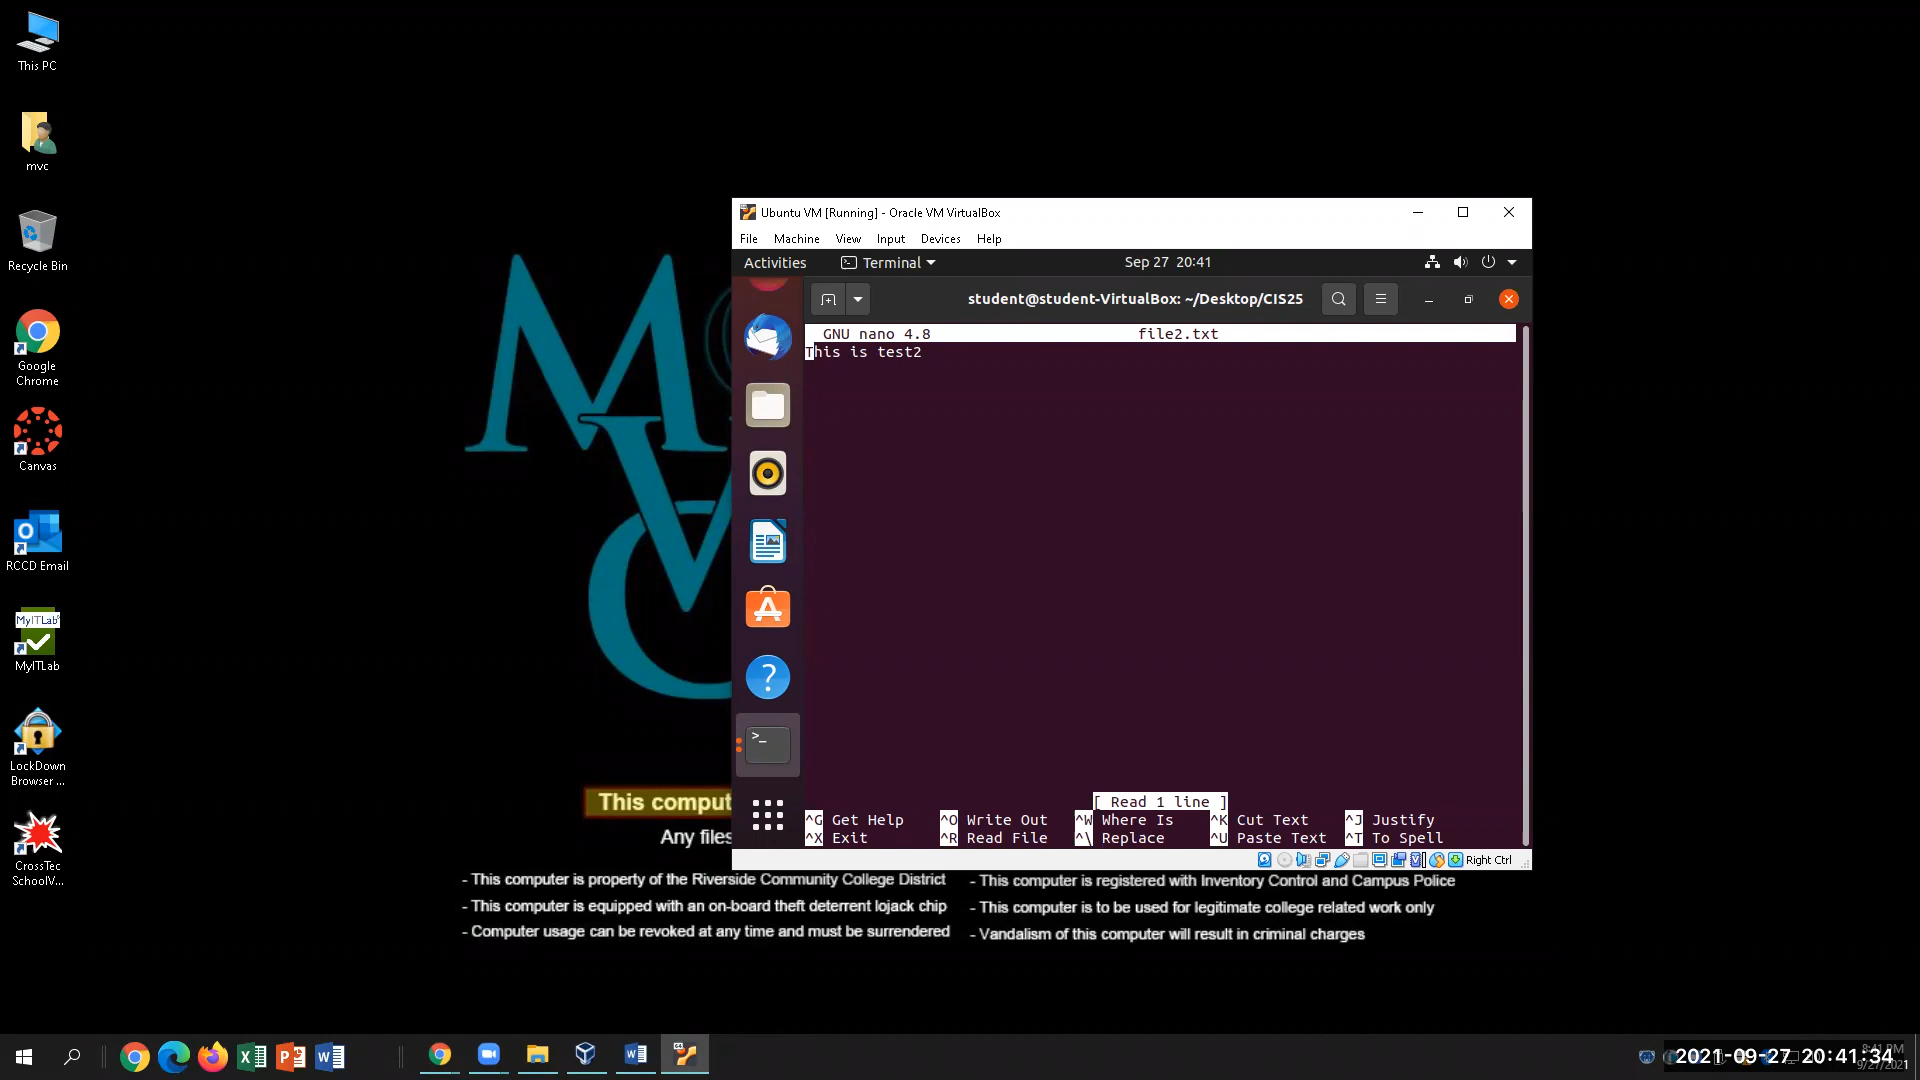 This PC
mvc
Recycle Bin
Google
Chrome
Canvas
RCCD Email
MyITLab
MyITLab
LockDown
Browser ...
CrossTec
SchoolV...
Ubuntu VM [Running] - Oracle VM VirtualBox
File Machine View Input Devices Help
Activities Terminal Sep 27 20:41
student@student-VirtualBox: ~/Desktop/CIS25
GNU nano 4.8 file2.txt
This is test2
[ Read 1 line ]
^G Get Help ^O Write Out ^W Where Is ^K Cut Text ^J Justify
^X Exit ^R Read File ^\ Replace ^U Paste Text ^T To Spell
Right Ctrl
MVC
This comput
Any files
- This computer is property of the Riverside Community College District
- This computer is equipped with an on-board theft deterrent lojack chip
- Computer usage can be revoked at any time and must be surrendered
- This computer is registered with Inventory Control and Campus Police
- This computer is to be used for legitimate college related work only
- Vandalism of this computer will result in criminal charges
8:41 PM
2021-09-27 20:41:34
9/27/2021